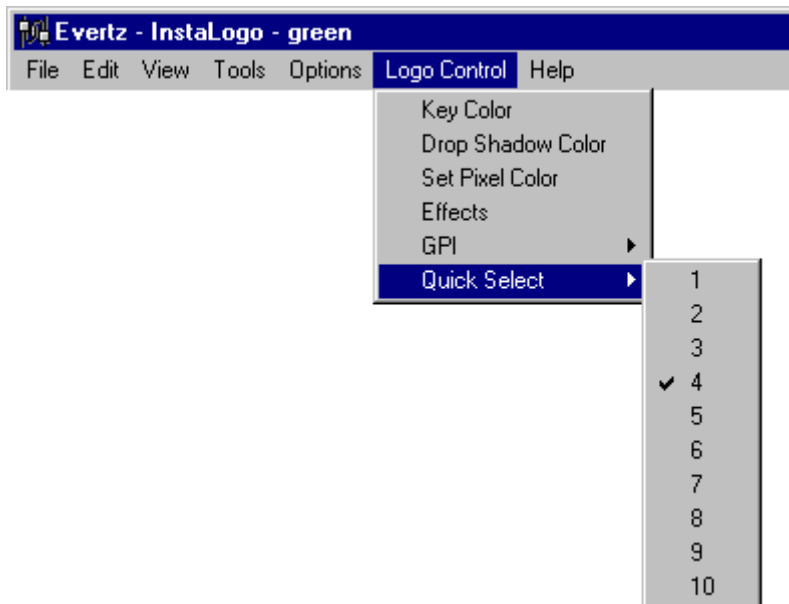 Evertz - InstaLogo - green
File Edit View Tools Options Logo Control Help
Key Color
Drop Shadow Color
Set Pixel Color
Effects
GPI
Quick Select
1
2
3
4
5
6
7
8
9
10